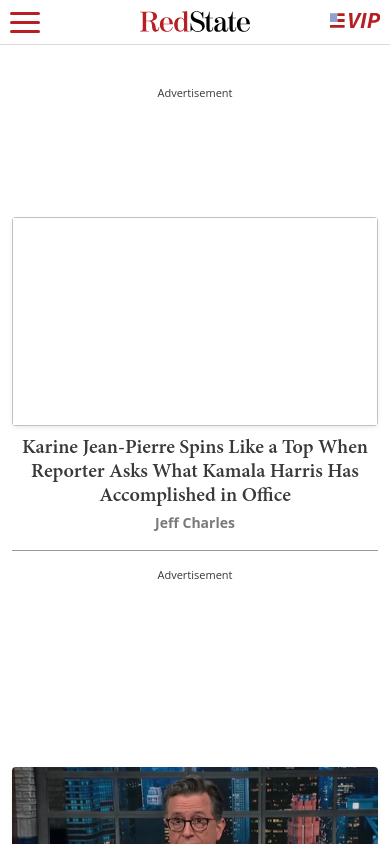 RedState
VIP
Advertisement
Karine Jean-Pierre Spins Like a Top When
Reporter Asks What Kamala Harris Has
Accomplished in Office
Jeff Charles
Advertisement